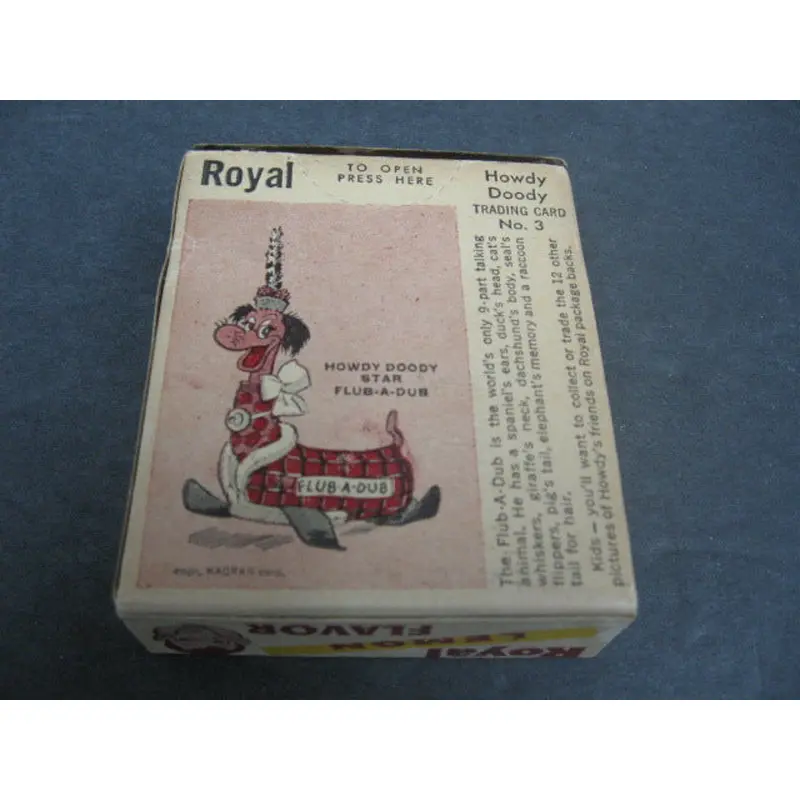 Royal
TO OPEN
PRESS HERE
Howdy
Doody
TRADING CARD
No. 3
HOWDY DOODY
STAR
FLUB-A-DUB
FLUB-A-DUB
The Flub-A-Dub is the world's only 9-part talking
animal. He has a spaniel's ears, duck's head, cat's
whiskers, giraffe's neck, dachshund's body, seal's
flippers, pig's tail, elephant's memory and a raccoon
tail for hair.
Kids — you'll want to collect or trade the 12 other
pictures of Howdy's friends on Royal package backs.
Royal
LEMON
FLAVOR